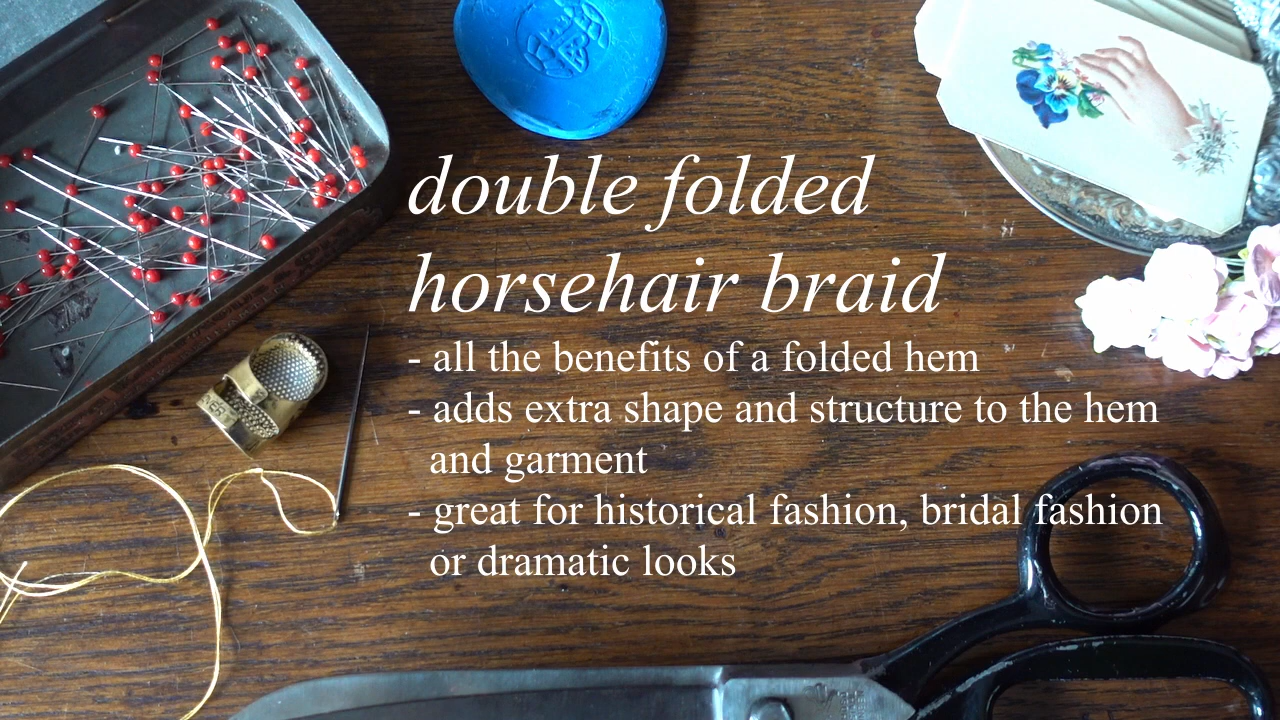 double folded
horsehair braid
- all the benefits of a folded hem
- adds extra shape and structure to the hem
and garment
- great for historical fashion, bridal fashion
or dramatic looks